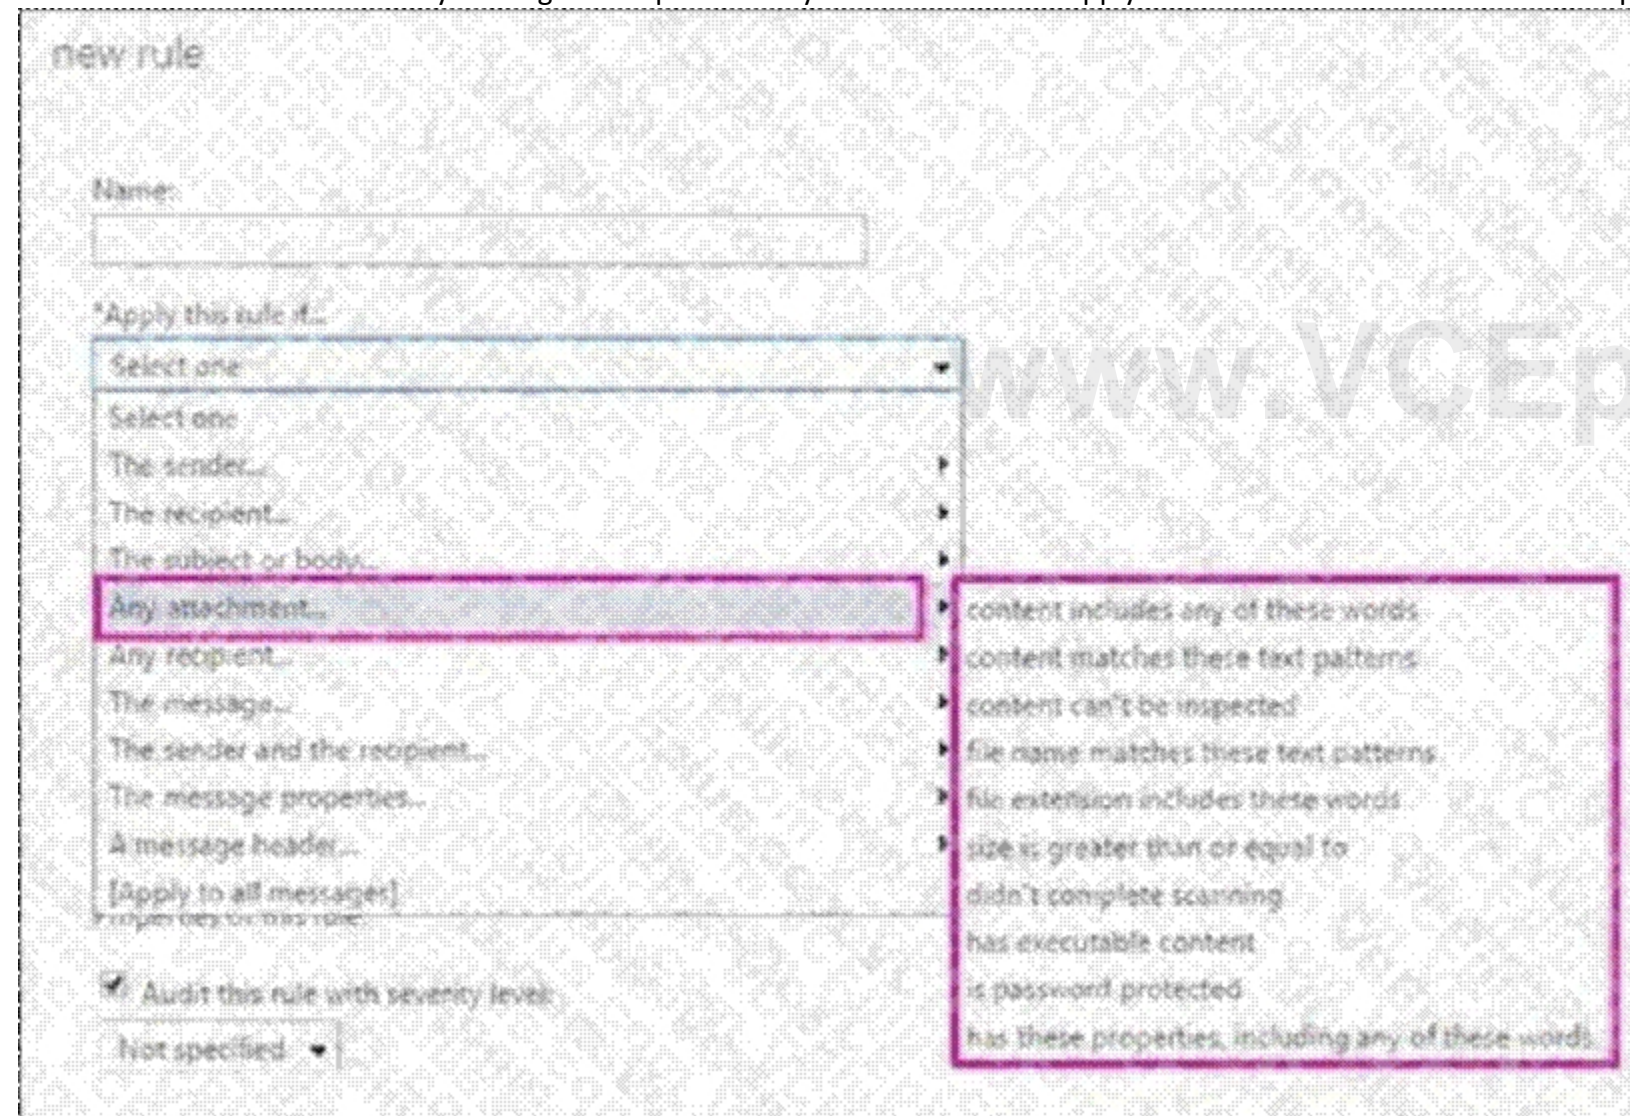 new rule
Name:
*Apply this rule if...
Select one
Select one
The sender...
The recipient...
The subject or body...
Any attachment...
content includes any of these words
Any recipient...
content matches these text patterns
The message...
content can't be inspected
The sender and the recipient...
file name matches these text patterns
The message properties...
file extension includes these words
A message header...
size is greater than or equal to
[Apply to all messages]
didn't complete scanning
Properties of this rule:
has executable content
is password protected
Audit this rule with severity level:
has these properties, including any of these words
Not specified
www.VCEp